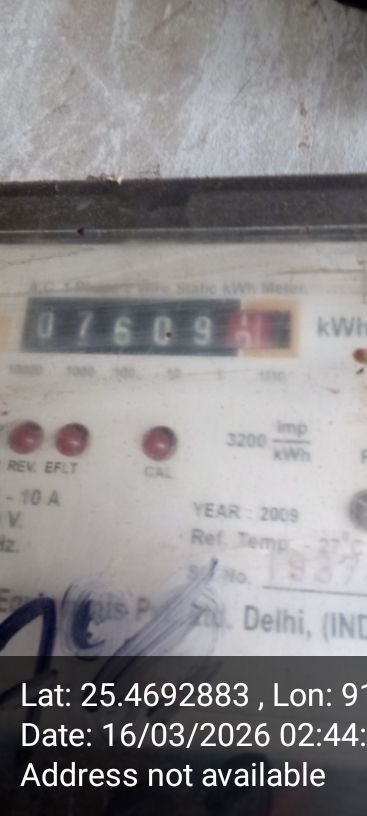 A.C. 1 Phase 2 Wire Static kWh Meter
0 7 6 0 9
kWh
10000 1000 100 10 1 1/10
REV. EFLT CAL
3200 imp/kWh
- 10 A
V.
Hz.
YEAR : 2009
Ref. Temp 27°C
No.
Ltd. Delhi, (IND
Lat: 25.4692883 , Lon: 91
Date: 16/03/2026 02:44:
Address not available